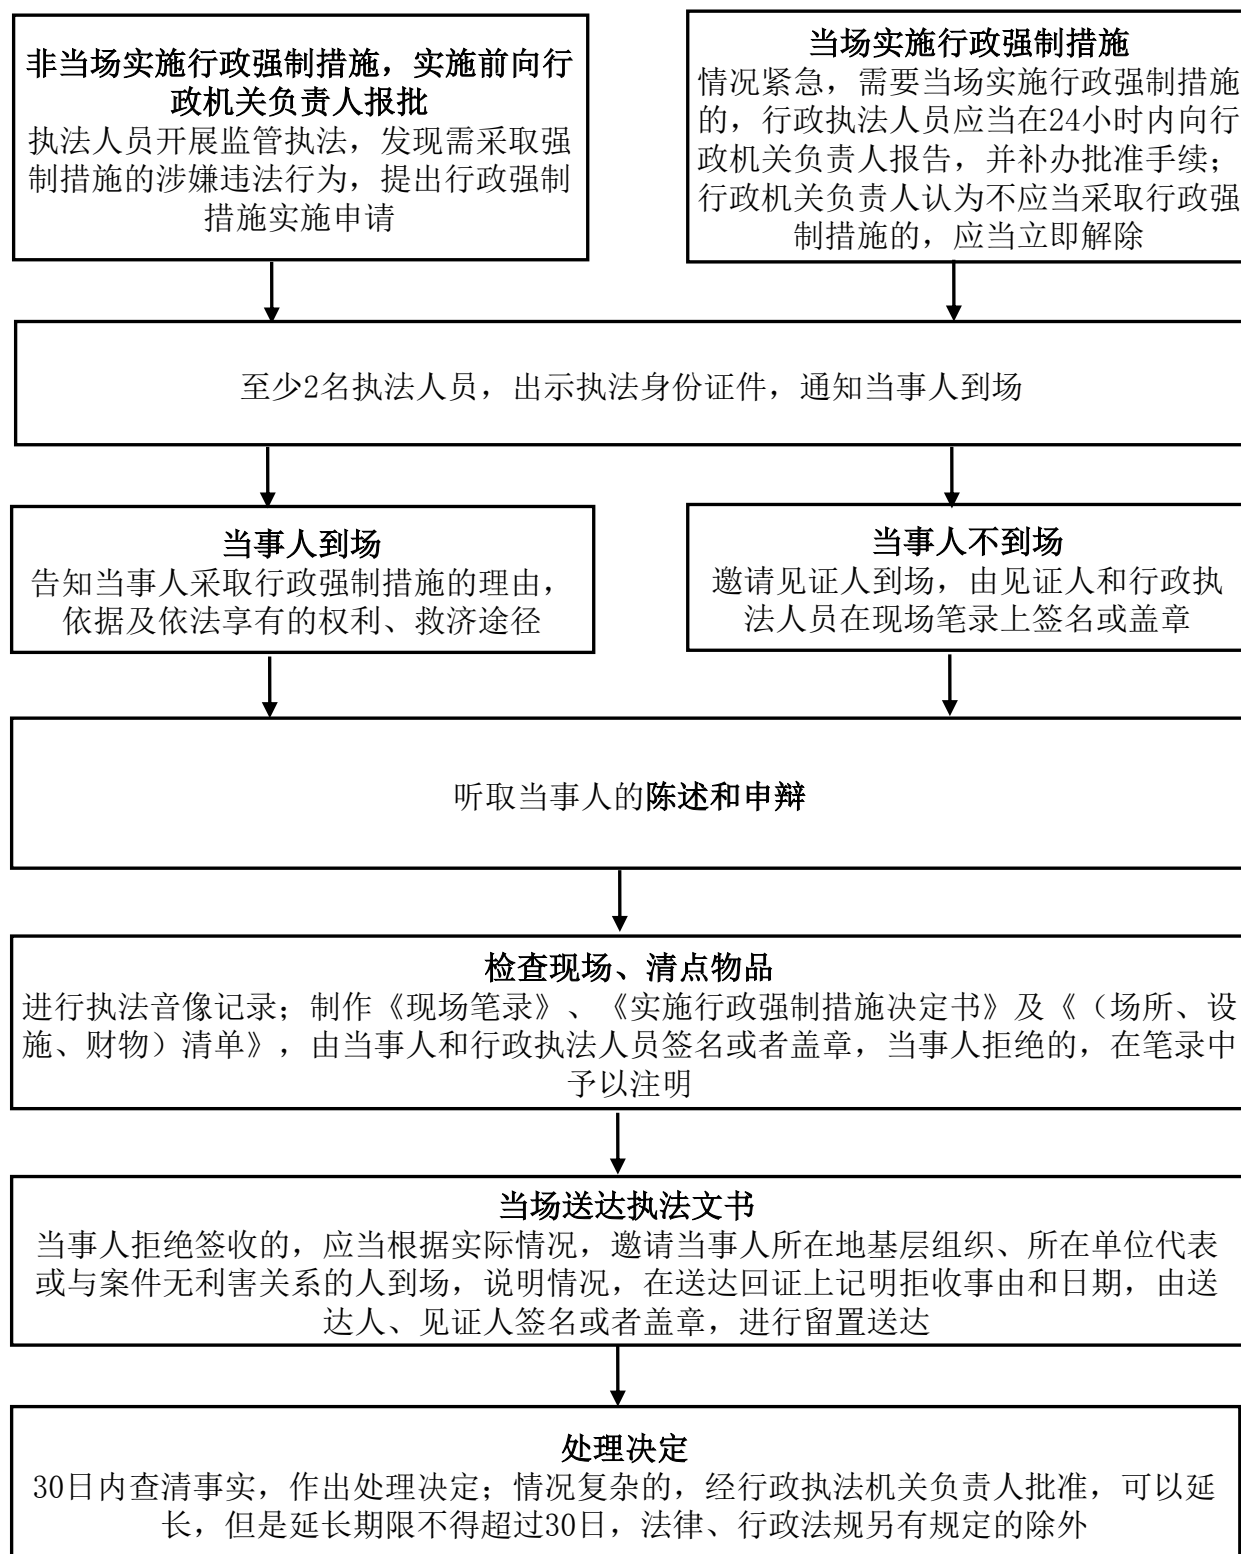 非当场实施行政强制措施，实施前向行
政机关负责人报批
执法人员开展监管执法，发现需采取强
制措施的涉嫌违法行为，提出行政强制
措施实施申请
当场实施行政强制措施
情况紧急，需要当场实施行政强制措施
的，行政执法人员应当在24小时内向行
政机关负责人报告，并补办批准手续；
行政机关负责人认为不应当采取行政强
制措施的，应当立即解除
至少2名执法人员，出示执法身份证件，通知当事人到场
当事人到场
告知当事人采取行政强制措施的理由，
依据及依法享有的权利、救济途径
当事人不到场
邀请见证人到场，由见证人和行政执
法人员在现场笔录上签名或盖章
听取当事人的陈述和申辩
检查现场、清点物品
进行执法音像记录；制作《现场笔录》、《实施行政强制措施决定书》及《（场所、设
施、财物）清单》，由当事人和行政执法人员签名或者盖章，当事人拒绝的，在笔录中
予以注明
当场送达执法文书
当事人拒绝签收的，应当根据实际情况，邀请当事人所在地基层组织、所在单位代表
或与案件无利害关系的人到场，说明情况，在送达回证上记明拒收事由和日期，由送
达人、见证人签名或者盖章，进行留置送达
处理决定
30日内查清事实，作出处理决定；情况复杂的，经行政执法机关负责人批准，可以延
长，但是延长期限不得超过30日，法律、行政法规另有规定的除外